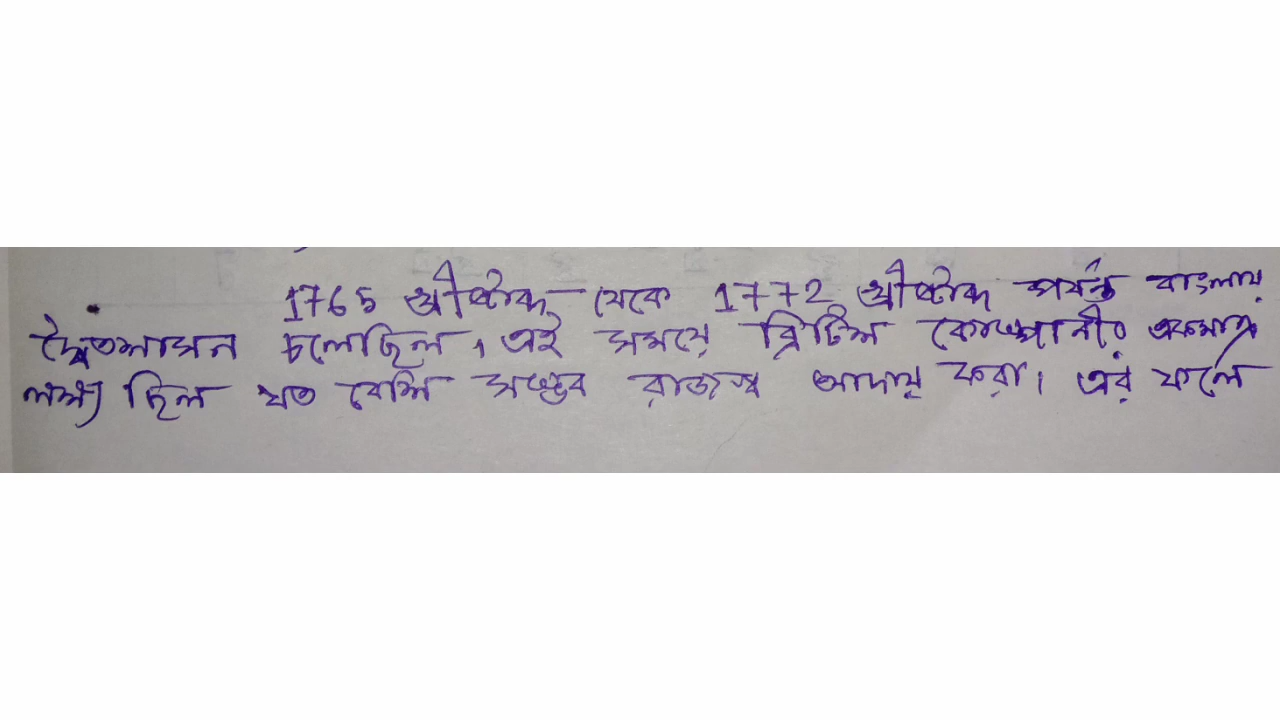 1765 খ্রীষ্টাব্দ থেকে 1772 খ্রীষ্টাব্দ পর্যন্ত বাংলায়
দ্বৈতশাসন চলেছিল। এই সময়ে ব্রিটিশ কোম্পানীর একমাত্র
লক্ষ্য ছিল যত বেশি সম্ভব রাজস্ব আদায় করা। এর ফলে